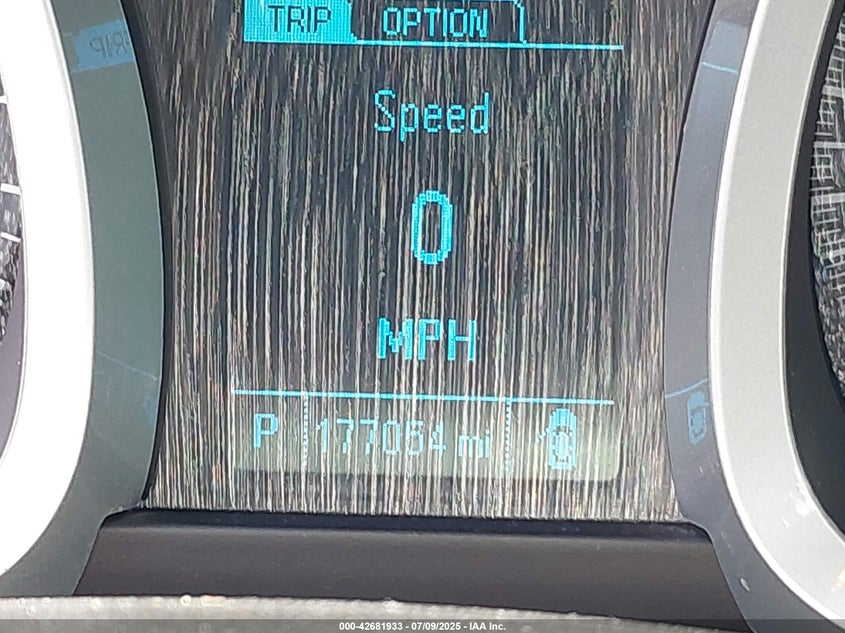 TRIP OPTION
Speed
0
MPH
P 177054 mi
000-42681933 - 07/09/2025 - IAA Inc.